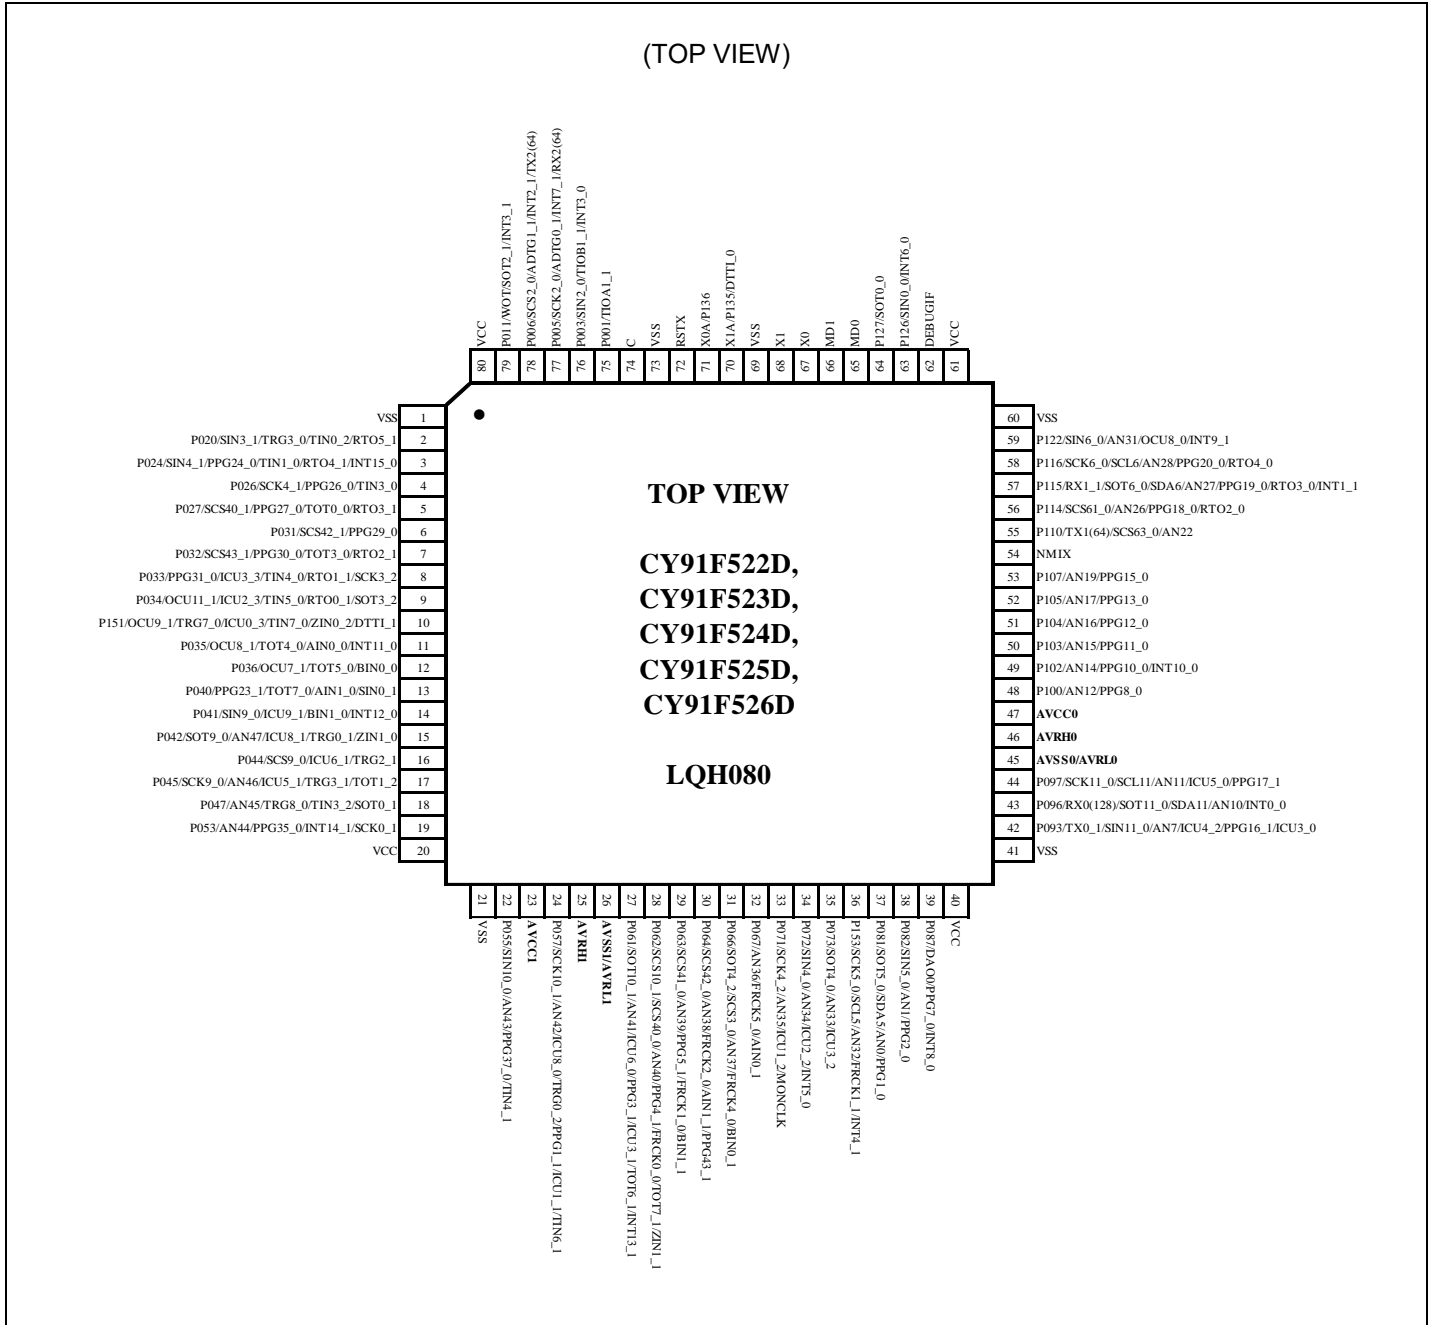 (TOP VIEW)
80 VCC
79 P011/WOT/SOT2_1/INT3_1
78 P006/SCS2_0/ADTG1_1/INT2_1/TX2(64)
77 P005/SCK2_0/ADTG0_1/INT7_1/RX2(64)
76 P003/SIN2_0/TIOB1_1/INT3_0
75 P001/TIOA1_1
74 C
73 VSS
72 RSTX
71 X0A/P136
70 X1A/P135/DTTI_0
69 VSS
68 X1
67 X0
66 MD1
65 MD0
64 P127/SOT0_0
63 P126/SIN0_0/INT6_0
62 DEBUGIF
61 VCC
VSS 1
P020/SIN3_1/TRG3_0/TIN0_2/RTO5_1 2
P024/SIN4_1/PPG24_0/TIN1_0/RTO4_1/INT15_0 3
P026/SCK4_1/PPG26_0/TIN3_0 4
P027/SCS40_1/PPG27_0/TOT0_0/RTO3_1 5
P031/SCS42_1/PPG29_0 6
P032/SCS43_1/PPG30_0/TOT3_0/RTO2_1 7
P033/PPG31_0/ICU3_3/TIN4_0/RTO1_1/SCK3_2 8
P034/OCU11_1/ICU2_3/TIN5_0/RTO0_1/SOT3_2 9
P151/OCU9_1/TRG7_0/ICU0_3/TIN7_0/ZIN0_2/DTTI_1 10
P035/OCU8_1/TOT4_0/AIN0_0/INT11_0 11
P036/OCU7_1/TOT5_0/BIN0_0 12
P040/PPG23_1/TOT7_0/AIN1_0/SIN0_1 13
P041/SIN9_0/ICU9_1/BIN1_0/INT12_0 14
P042/SOT9_0/AN47/ICU8_1/TRG0_1/ZIN1_0 15
P044/SCS9_0/ICU6_1/TRG2_1 16
P045/SCK9_0/AN46/ICU5_1/TRG3_1/TOT1_2 17
P047/AN45/TRG8_0/TIN3_2/SOT0_1 18
P053/AN44/PPG35_0/INT14_1/SCK0_1 19
VCC 20
TOP VIEW
CY91F522D,
CY91F523D,
CY91F524D,
CY91F525D,
CY91F526D
LQH080
60 VSS
59 P122/SIN6_0/AN31/OCU8_0/INT9_1
58 P116/SCK6_0/SCL6/AN28/PPG20_0/RTO4_0
57 P115/RX1_1/SOT6_0/SDA6/AN27/PPG19_0/RTO3_0/INT1_1
56 P114/SCS61_0/AN26/PPG18_0/RTO2_0
55 P110/TX1(64)/SCS63_0/AN22
54 NMIX
53 P107/AN19/PPG15_0
52 P105/AN17/PPG13_0
51 P104/AN16/PPG12_0
50 P103/AN15/PPG11_0
49 P102/AN14/PPG10_0/INT10_0
48 P100/AN12/PPG8_0
47 AVCC0
46 AVRH0
45 AVSS0/AVRL0
44 P097/SCK11_0/SCL11/AN11/ICU5_0/PPG17_1
43 P096/RX0(128)/SOT11_0/SDA11/AN10/INT0_0
42 P093/TX0_1/SIN11_0/AN7/ICU4_2/PPG16_1/ICU3_0
41 VSS
21 VSS
22 P055/SIN10_0/AN43/PPG37_0/TIN4_1
23 AVCC1
24 P057/SCK10_1/AN42/ICU8_0/TRG0_2/PPG1_1/ICU1_1/TIN6_1
25 AVRH1
26 AVSS1/AVRL1
27 P061/SOT10_1/AN41/ICU6_0/PPG3_1/ICU3_1/TOT6_1/INT13_1
28 P062/SCS10_1/SCS40_0/AN40/PPG4_1/FRCK0_0/TOT7_1/ZIN1_1
29 P063/SCS41_0/AN39/PPG5_1/FRCK1_0/BIN1_1
30 P064/SCS42_0/AN38/FRCK2_0/AIN1_1/PPG43_1
31 P066/SOT4_2/SCS3_0/AN37/FRCK4_0/BIN0_1
32 P067/AN36/FRCK5_0/AIN0_1
33 P071/SCK4_2/AN35/ICU1_2/MONCLK
34 P072/SIN4_0/AN34/ICU2_2/INT5_0
35 P073/SOT4_0/AN33/ICU3_2
36 P153/SCK5_0/SCL5/AN32/FRCK1_1/INT4_1
37 P081/SOT5_0/SDA5/AN0/PPG1_0
38 P082/SIN5_0/AN1/PPG2_0
39 P087/DAO0/PPG7_0/INT8_0
40 VCC